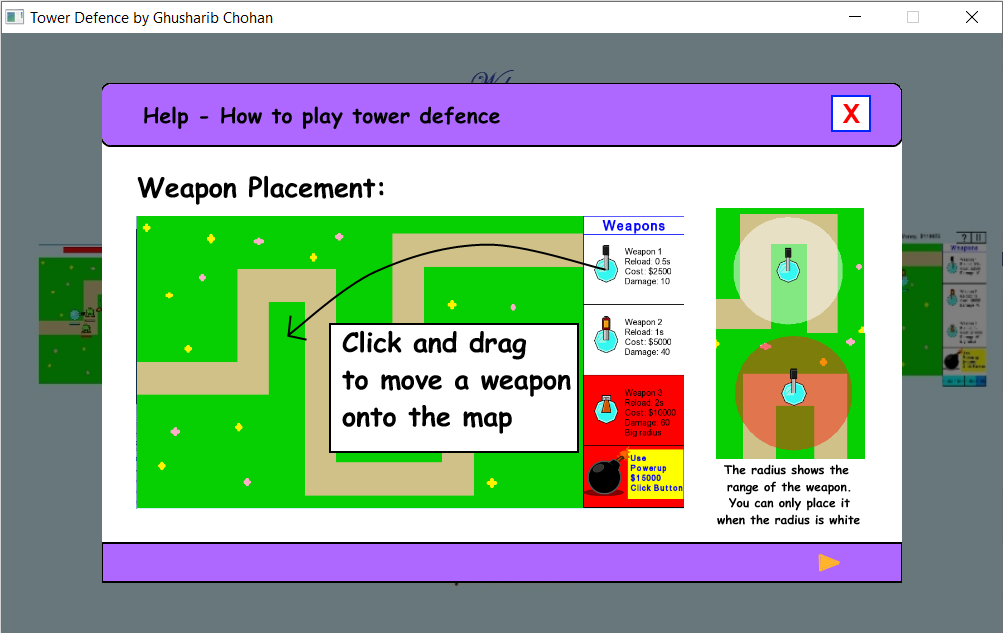 Tower Defence by Ghusharib Chohan
Help - How to play tower defence
X
Weapon Placement:
Weapons
Weapon 1
Reload: 0.5s
Cost: $2500
Damage: 10
Weapon 2
Reload: 1s
Cost: $5000
Damage: 40
Weapon 3
Reload: 2s
Cost: $10000
Damage: 60
Big radius
Use
Powerup
$15000
Click Button
Click and drag
to move a weapon
onto the map
The radius shows the
range of the weapon.
You can only place it
when the radius is white
Weapons